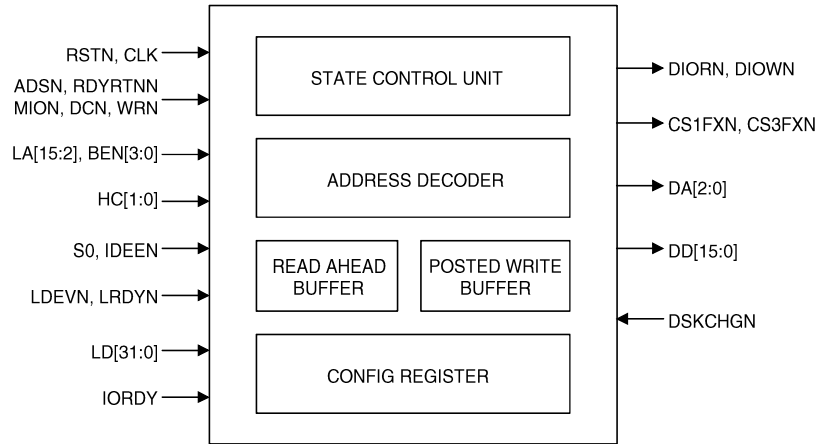 RSTN, CLK
ADSN, RDYRTNN
MION, DCN, WRN
LA[15:2], BEN[3:0]
HC[1:0]
S0, IDEEN
LDEVN, LRDYN
LD[31:0]
IORDY
STATE CONTROL UNIT
ADDRESS DECODER
READ AHEAD
BUFFER
POSTED WRITE
BUFFER
CONFIG REGISTER
DIORN, DIOWN
CS1FXN, CS3FXN
DA[2:0]
DD[15:0]
DSKCHGN